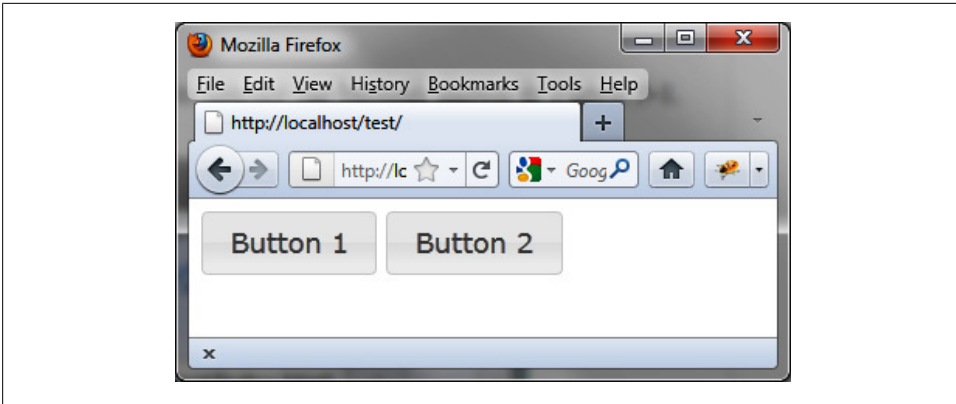 Mozilla Firefox
File Edit View History Bookmarks Tools Help
http://localhost/test/
http://lc Goog
Button 1 Button 2